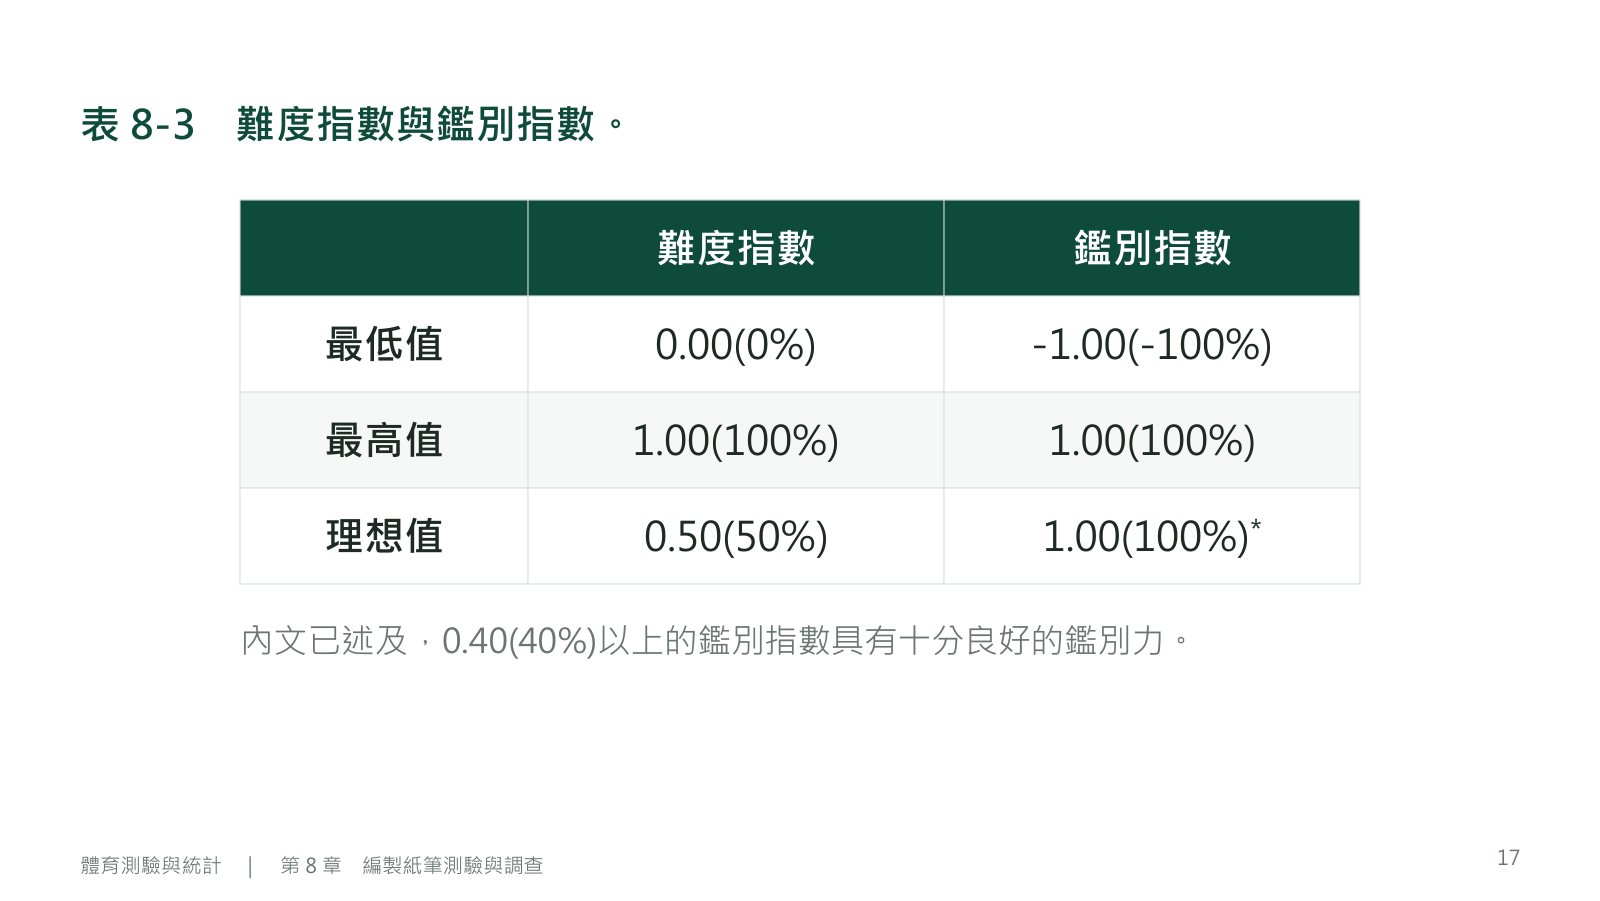 表 8-3　難度指數與鑑別指數。
難度指數　鑑別指數
最低值　0.00(0%)　-1.00(-100%)
最高值　1.00(100%)　1.00(100%)
理想值　0.50(50%)　1.00(100%)*
內文已述及，0.40(40%)以上的鑑別指數具有十分良好的鑑別力。
體育測驗與統計　|　第 8 章　編製紙筆測驗與調查
17